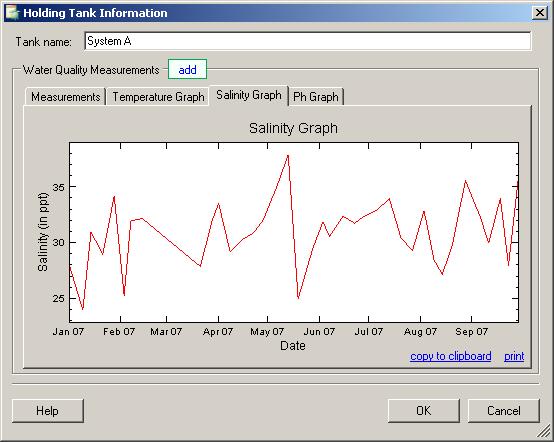 Holding Tank Information
Tank name: System A
Water Quality Measurements add
Measurements Temperature Graph Salinity Graph Ph Graph
Salinity Graph
Salinity (in ppt)
35
30
25
Jan 07 Feb 07 Mar 07 Apr 07 May 07 Jun 07 Jul 07 Aug 07 Sep 07
Date
copy to clipboard print
Help OK Cancel